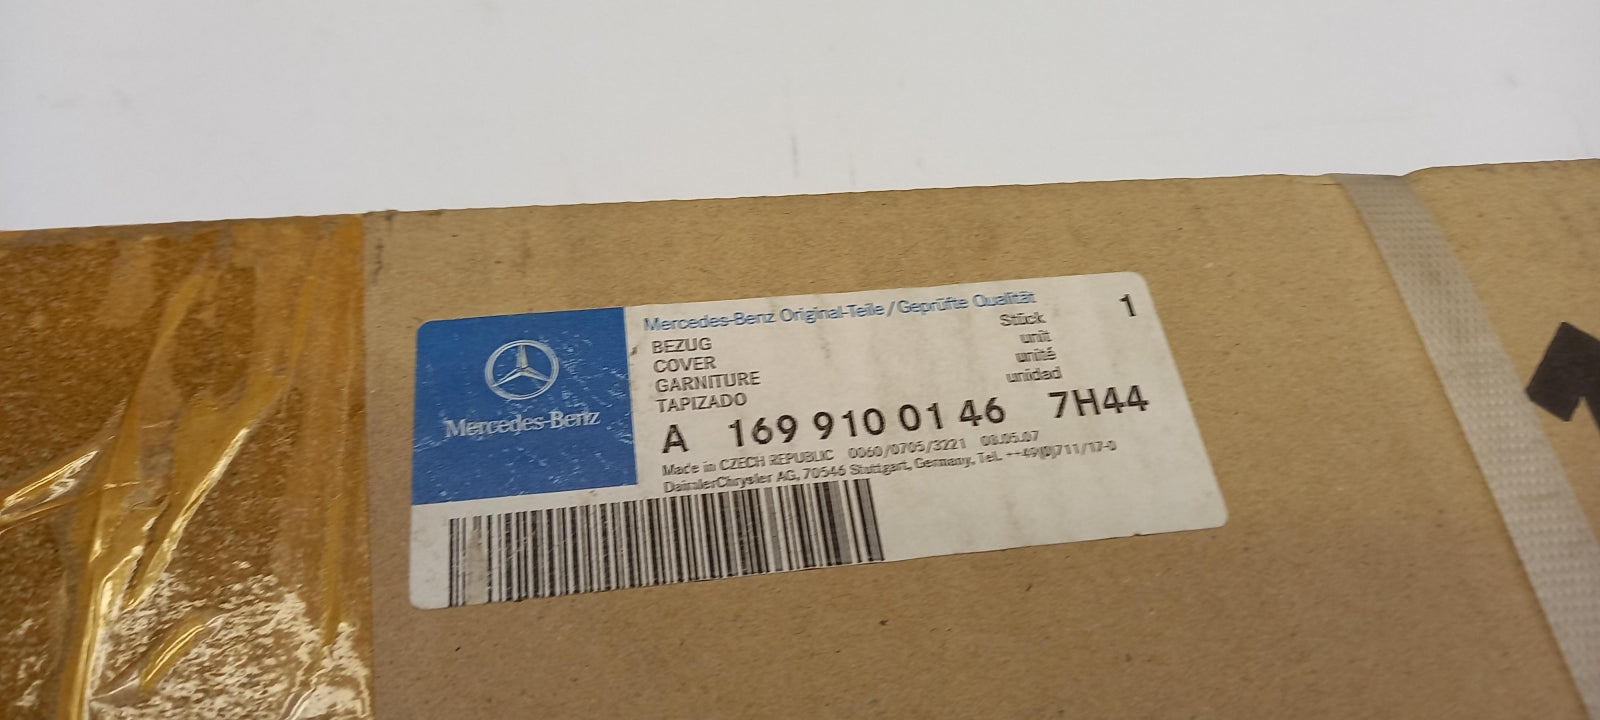 Mercedes-Benz
Mercedes-Benz Original-Teile/Geprüfte Qualität
BEZUG
COVER
GARNITURE
TAPIZADO
Stück
unit
unité
unidad
1
A 169 910 01 46 7H44
Made in CZECH REPUBLIC 0060/0705/3221 08.05.07
DaimlerChrysler AG, 70546 Stuttgart, Germany, Tel. ++49(0)711/17-0